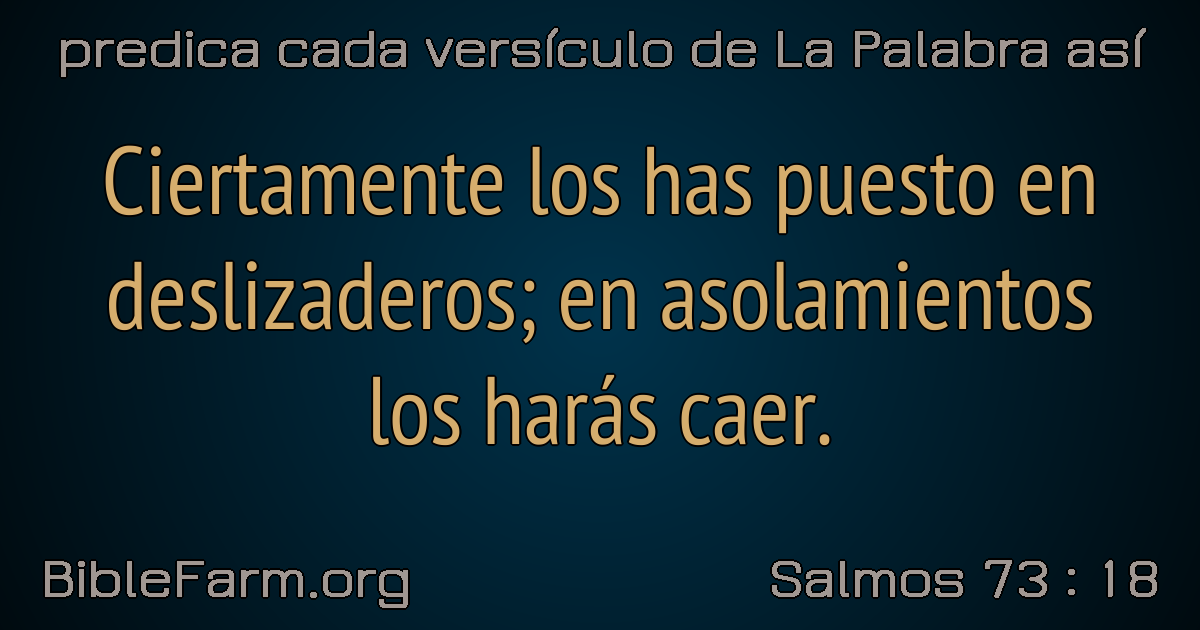 predica cada versículo de La Palabra así
Ciertamente los has puesto en
deslizaderos; en asolamientos
los harás caer.
BibleFarm.org
Salmos 73 : 18